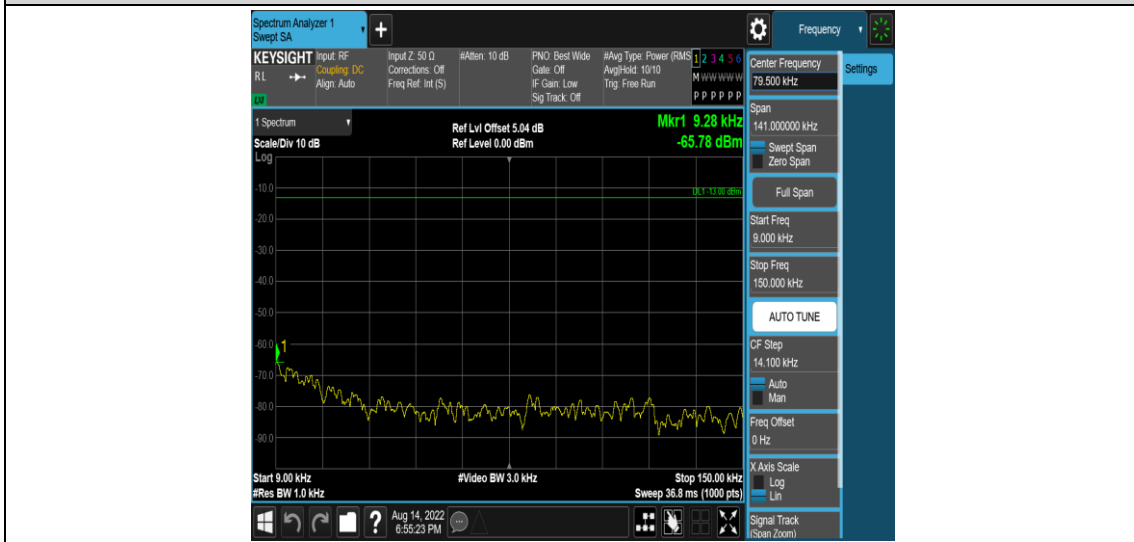 Spectrum Analyzer 1
Swept SA
+
Frequency
KEYSIGHT
RL
LXI
Input: RF
Coupling: DC
Align: Auto
Input Z: 50 Ω
Corrections: Off
Freq Ref: Int (S)
#Atten: 10 dB
PNO: Best Wide
Gate: Off
IF Gain: Low
Sig Track: Off
#Avg Type: Power (RMS
Avg|Hold: 10/10
Trig: Free Run
1 2 3 4 5 6
M W W W W W
P P P P P P
1 Spectrum
Scale/Div 10 dB
Log
Ref Lvl Offset 5.04 dB
Ref Level 0.00 dBm
Mkr1 9.28 kHz
-65.78 dBm
DL1 -13.00 dBm
-10.0
-20.0
-30.0
-40.0
-50.0
-60.0
1
-70.0
-80.0
-90.0
Start 9.00 kHz
#Res BW 1.0 kHz
#Video BW 3.0 kHz
Stop 150.00 kHz
Sweep 36.8 ms (1000 pts)
?
Aug 14, 2022
6:55:23 PM
Center Frequency
79.500 kHz
Settings
Span
141.000000 kHz
Swept Span
Zero Span
Full Span
Start Freq
9.000 kHz
Stop Freq
150.000 kHz
AUTO TUNE
CF Step
14.100 kHz
Auto
Man
Freq Offset
0 Hz
X Axis Scale
Log
Lin
Signal Track
(Span Zoom)